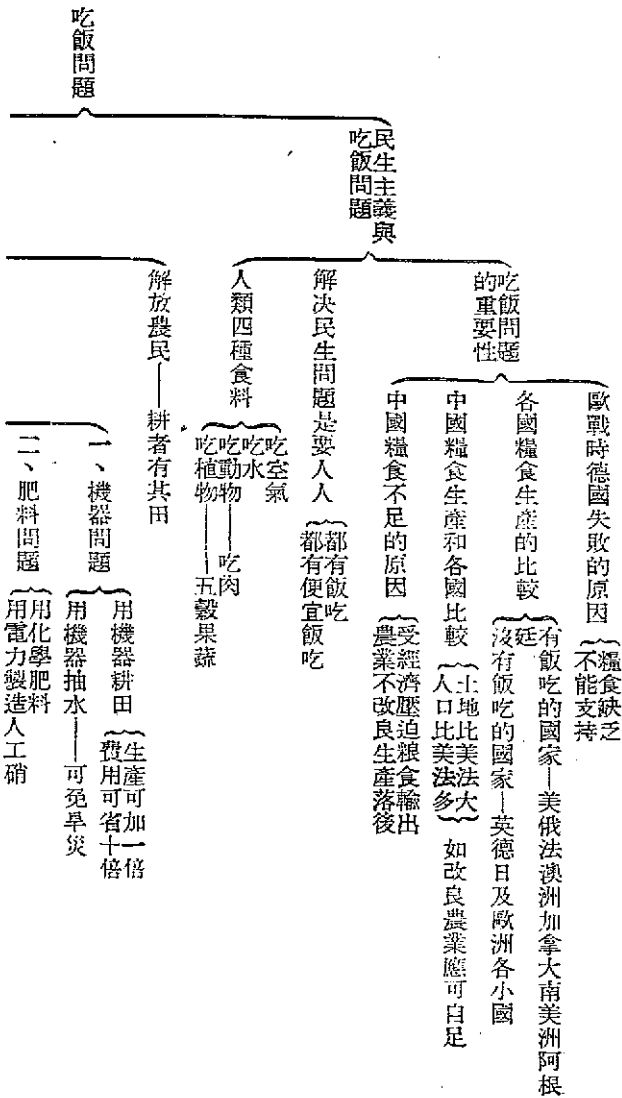 吃飯問題
民生主義與
吃飯問題
吃飯問題
的重要性
歐戰時德國失敗的原因
糧食缺乏
不能支持
各國糧食生產的比較
有飯吃的國家—美俄法澳洲加拿大南美洲阿根
廷
沒有飯吃的國家—英德日及歐洲各小國
中國糧食生產和各國比較
土地比美法大
人口比美法多
如改良農業應可自足
中國糧食不足的原因
受經濟壓迫粮食輸出
農業不改良生產落後
解决民生問題是要人人
都有飯吃
都有便宜飯吃
人類四種食料
吃空氣
吃水
吃動物——吃肉
吃植物——五穀果蔬
解放農民——耕者有其田
一、機器問題
用機器耕田
生產可加一倍
費用可省十倍
用機器抽水——可免旱災
二、肥料問題
用化學肥料
用電力製造人工硝